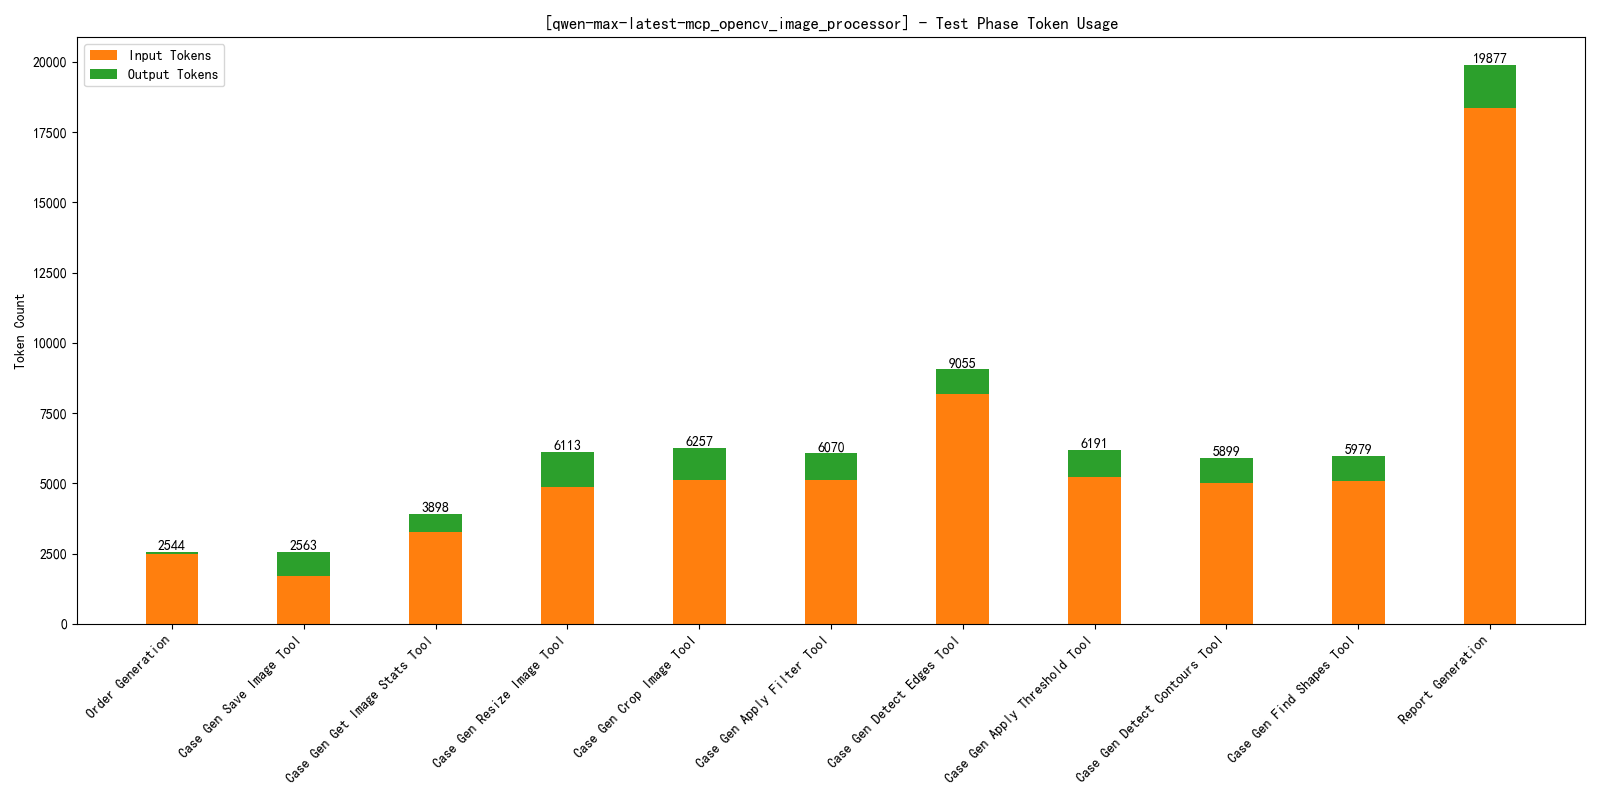 [qwen-max-latest-mcp_opencv_image_processor] - Test Phase Token Usage
Input Tokens
Output Tokens
Token Count
20000
17500
15000
12500
10000
7500
5000
2500
0
2544
2563
3898
6113
6257
6070
9055
6191
5899
5979
19877
Order Generation
Case Gen Save Image Tool
Case Gen Get Image Stats Tool
Case Gen Resize Image Tool
Case Gen Crop Image Tool
Case Gen Apply Filter Tool
Case Gen Detect Edges Tool
Case Gen Apply Threshold Tool
Case Gen Detect Contours Tool
Case Gen Find Shapes Tool
Report Generation